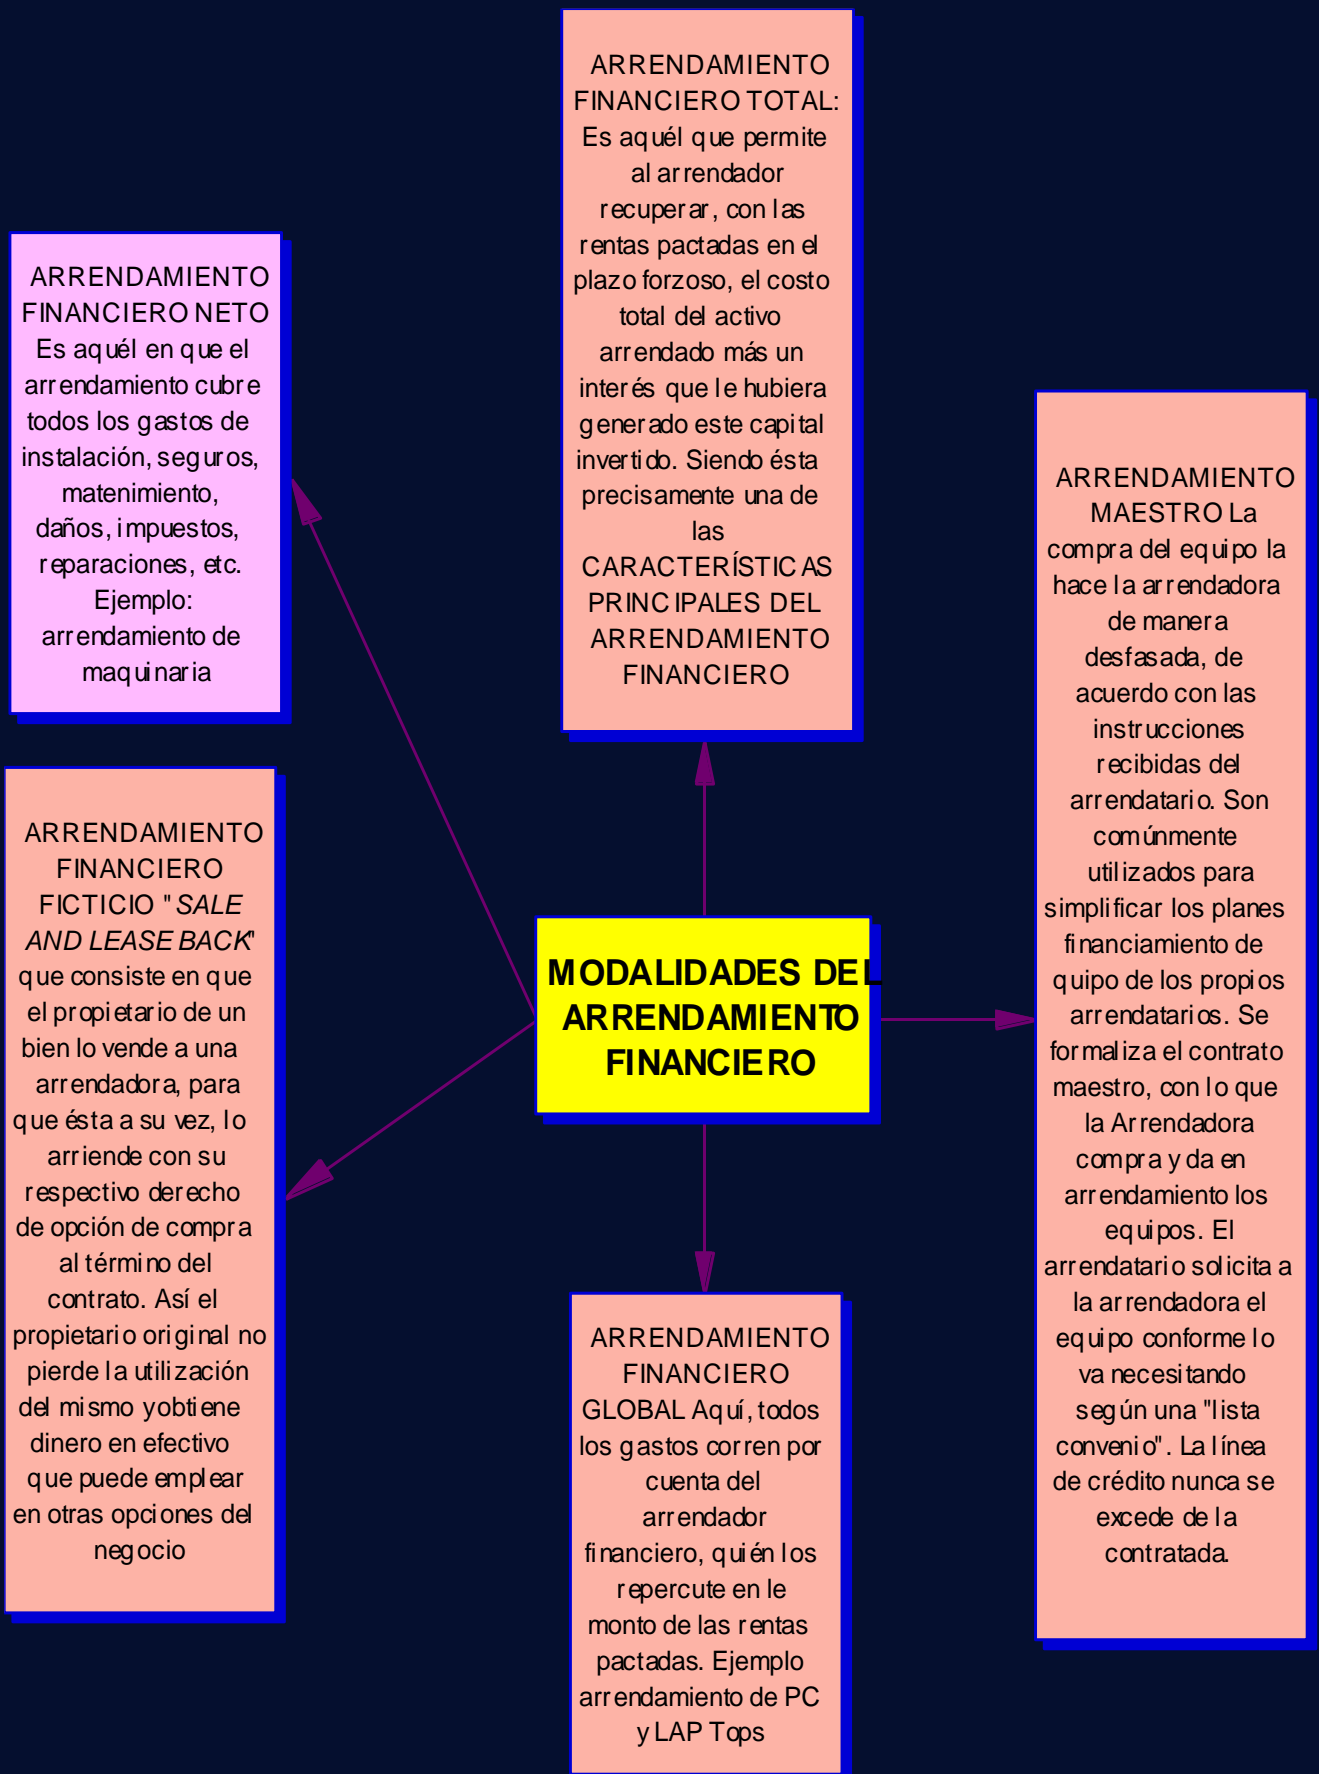 ARRENDAMIENTO
FINANCIERO TOTAL:
Es aquél que permite
al arrendador
recuperar, con las
rentas pactadas en el
plazo forzoso, el costo
total del activo
arrendado más un
interés que le hubiera
generado este capital
invertido. Siendo ésta
precisamente una de
las
CARACTERÍSTICAS
PRINCIPALES DEL
ARRENDAMIENTO
FINANCIERO
ARRENDAMIENTO
FINANCIERO NETO
Es aquél en que el
arrendamiento cubre
todos los gastos de
instalación, seguros,
matenimiento,
daños, impuestos,
reparaciones, etc.
Ejemplo:
arrendamiento de
maquinaria
ARRENDAMIENTO
FINANCIERO
FICTICIO "SALE
AND LEASE BACK"
que consiste en que
el propietario de un
bien lo vende a una
arrendadora, para
que ésta a su vez, lo
arriende con su
respectivo derecho
de opción de compra
al término del
contrato. Así el
propietario original no
pierde la utilización
del mismo yobtiene
dinero en efectivo
que puede emplear
en otras opciones del
negocio
MODALIDADES DEL
ARRENDAMIENTO
FINANCIERO
ARRENDAMIENTO
FINANCIERO
GLOBAL Aquí, todos
los gastos corren por
cuenta del
arrendador
financiero, quién los
repercute en le
monto de las rentas
pactadas. Ejemplo
arrendamiento de PC
y LAP Tops
ARRENDAMIENTO
MAESTRO La
compra del equipo la
hace la arrendadora
de manera
desfasada, de
acuerdo con las
instrucciones
recibidas del
arrendatario. Son
comúnmente
utilizados para
simplificar los planes
financiamiento de
quipo de los propios
arrendatarios. Se
formaliza el contrato
maestro, con lo que
la Arrendadora
compra y da en
arrendamiento los
equipos. El
arrendatario solicita a
la arrendadora el
equipo conforme lo
va necesitando
según una "lista
convenio". La línea
de crédito nunca se
excede de la
contratada.